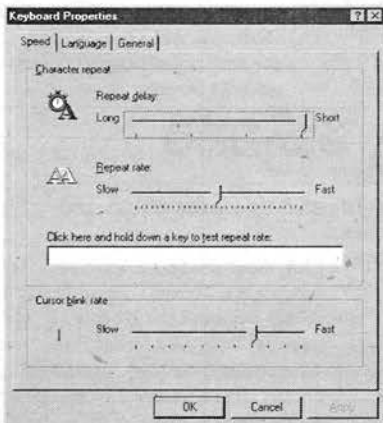 Keyboard Properties
Speed Language General
Character repeat
Repeat delay:
Long Short
Repeat rate:
Slow Fast
Click here and hold down a key to test repeat rate:
Cursor blink rate
Slow Fast
OK Cancel Apply